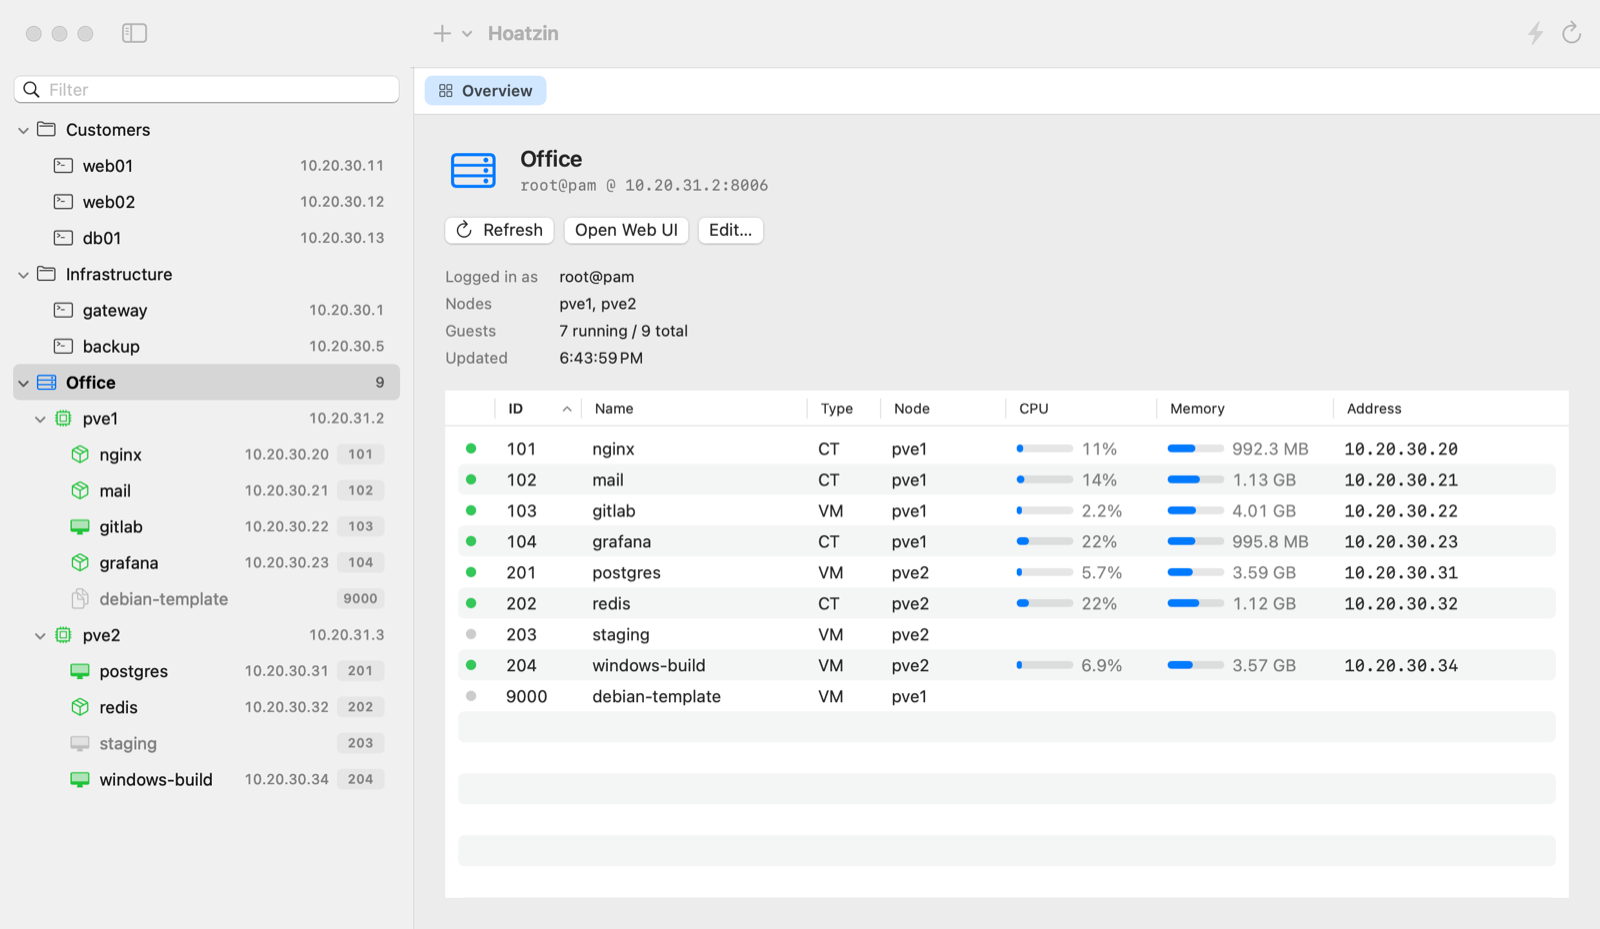 Hoatzin
Filter
Customers
web01 10.20.30.11
web02 10.20.30.12
db01 10.20.30.13
Infrastructure
gateway 10.20.30.1
backup 10.20.30.5
Office 9
pve1 10.20.31.2
nginx 10.20.30.20 101
mail 10.20.30.21 102
gitlab 10.20.30.22 103
grafana 10.20.30.23 104
debian-template 9000
pve2 10.20.31.3
postgres 10.20.30.31 201
redis 10.20.30.32 202
staging 203
windows-build 10.20.30.34 204
Overview
Office
root@pam @ 10.20.31.2:8006
Refresh Open Web UI Edit...
Logged in as root@pam
Nodes pve1, pve2
Guests 7 running / 9 total
Updated 6:43:59 PM
ID Name Type Node CPU Memory Address
101 nginx CT pve1 11% 992.3 MB 10.20.30.20
102 mail CT pve1 14% 1.13 GB 10.20.30.21
103 gitlab VM pve1 2.2% 4.01 GB 10.20.30.22
104 grafana CT pve1 22% 995.8 MB 10.20.30.23
201 postgres VM pve2 5.7% 3.59 GB 10.20.30.31
202 redis CT pve2 22% 1.12 GB 10.20.30.32
203 staging VM pve2
204 windows-build VM pve2 6.9% 3.57 GB 10.20.30.34
9000 debian-template VM pve1